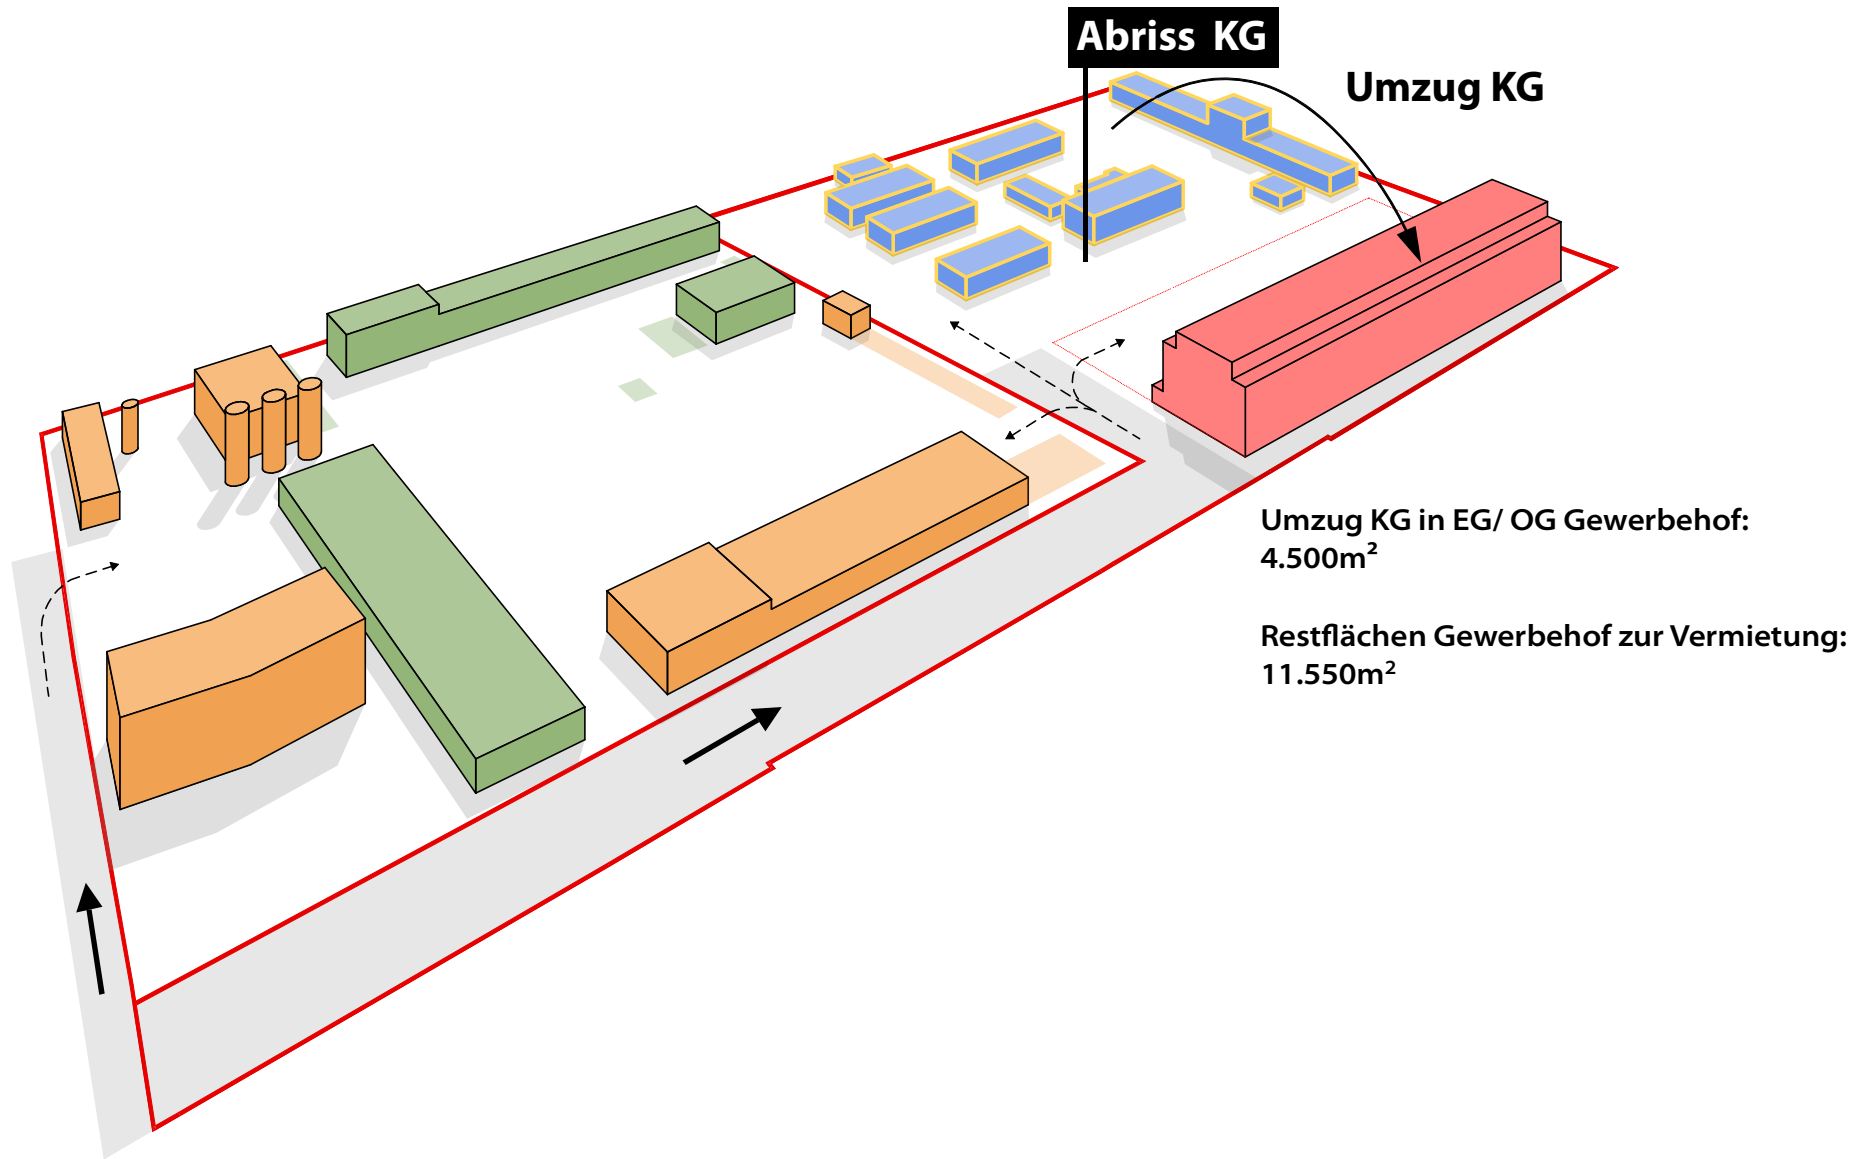 Abriss KG
Umzug KG
Umzug KG in EG/ OG Gewerbehof:
4.500m²
Restflächen Gewerbehof zur Vermietung:
11.550m²